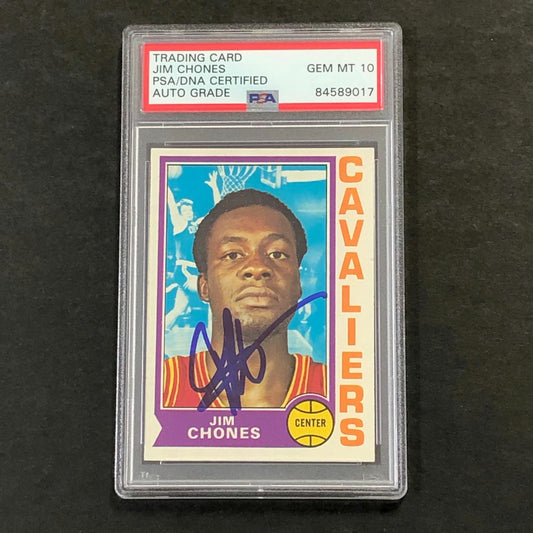 TRADING CARD
JIM CHONES GEM MT 10
PSA/DNA CERTIFIED
AUTO GRADE PSA 84589017
CAVALIERS
JIM
CHONES
CENTER